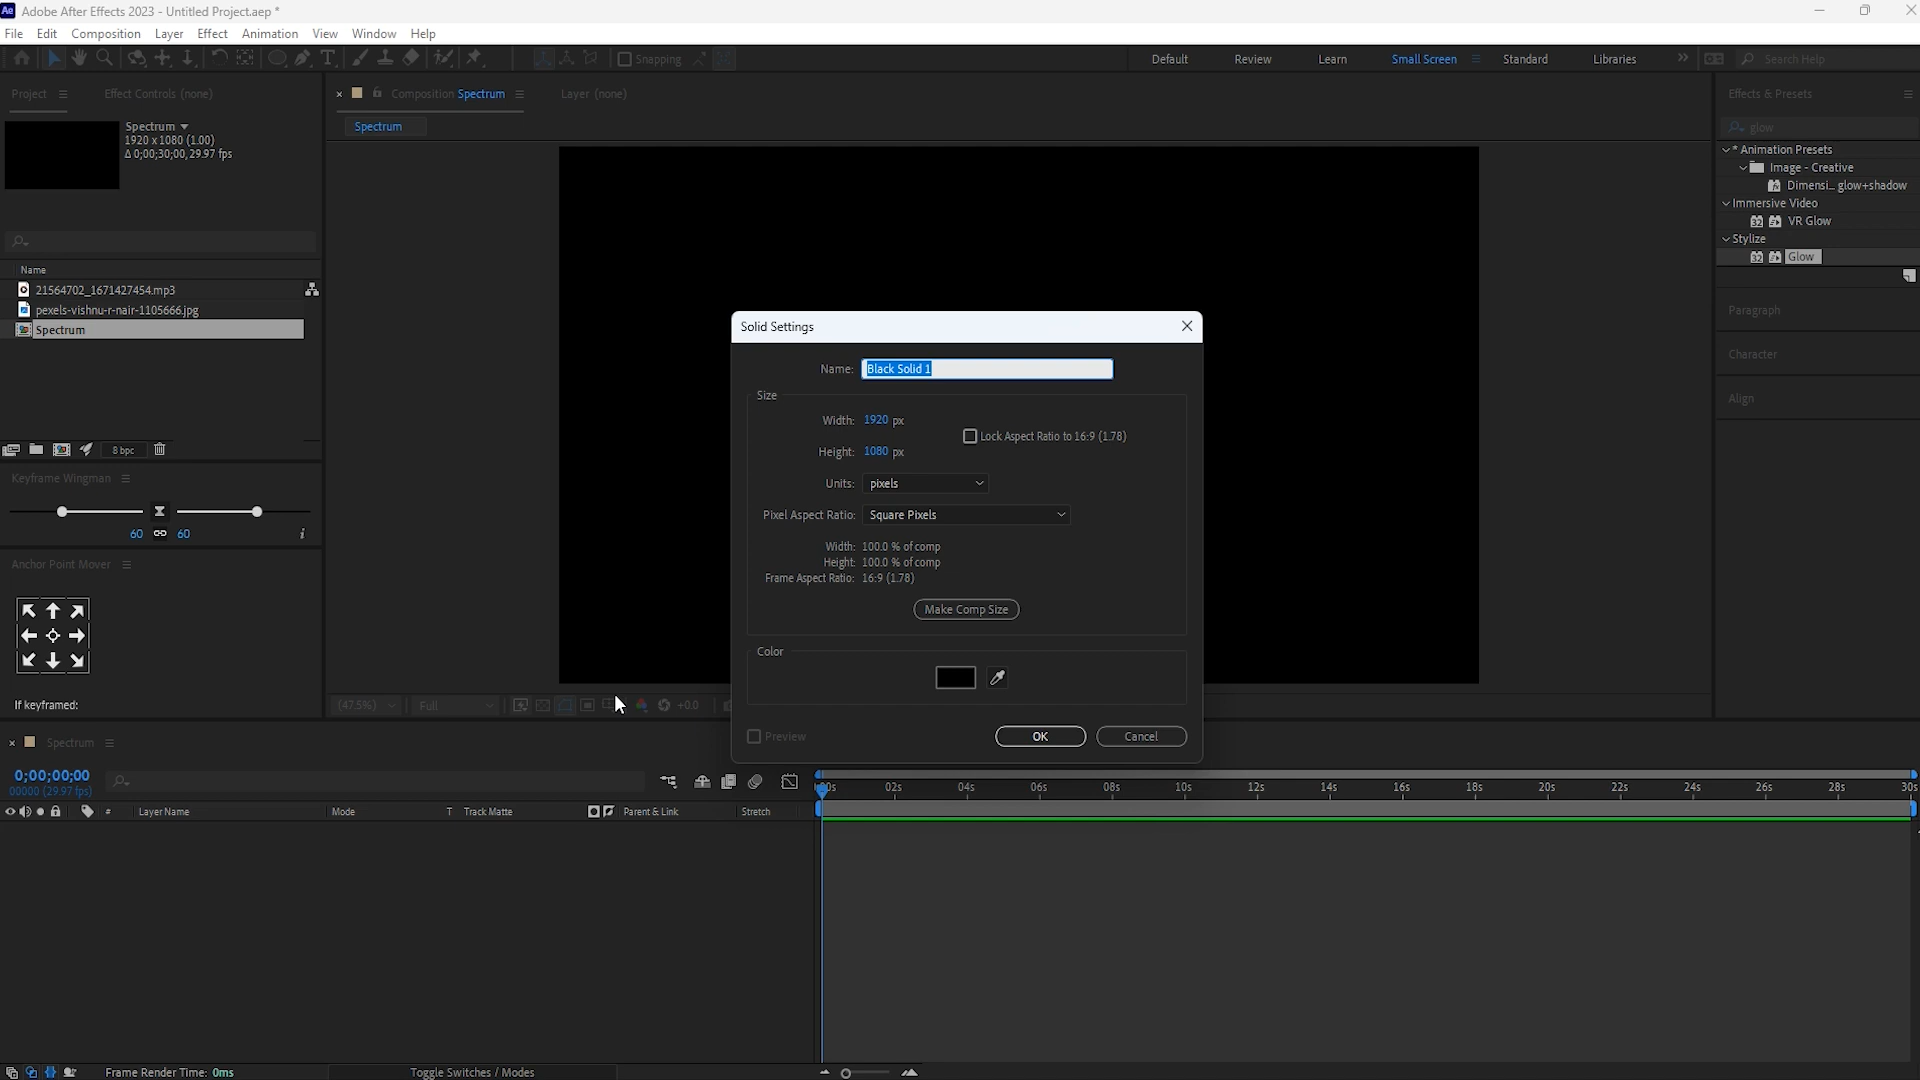 Ae Adobe After Effects 2023 - Untitled Project.aep *
File Edit Composition Layer Effect Animation View Window Help
Snapping Default Review Learn Small Screen Standard Libraries Search Help
Project Effect Controls (none)
Spectrum
1920 x 1080 (1.00)
Δ 0;00;30;00, 29.97 fps
Name
21564702_1671427454.mp3
pexels-vishnu-r-nair-1105666.jpg
Spectrum
8 bpc
Keyframe Wingman
60 60 i
Anchor Point Mover
If keyframed:
Composition Spectrum Layer (none)
Spectrum
(47.5%) Full +0.0
Solid Settings
Name: Black Solid 1
Size
Width: 1920 px
Lock Aspect Ratio to 16:9 (1.78)
Height: 1080 px
Units: pixels
Pixel Aspect Ratio: Square Pixels
Width: 100.0 % of comp
Height: 100.0 % of comp
Frame Aspect Ratio: 16:9 (1.78)
Make Comp Size
Color
Preview OK Cancel
Effects & Presets
glow
* Animation Presets
Image - Creative
Dimensi_ glow+shadow
Immersive Video
32 VR Glow
Stylize
32 Glow
Paragraph
Character
Align
Spectrum
0;00;00;00
00000 (29.97 fps)
# Layer Name Mode T Track Matte Parent & Link Stretch
02s 04s 06s 08s 10s 12s 14s 16s 18s 20s 22s 24s 26s 28s 30s
Frame Render Time: 0ms Toggle Switches / Modes